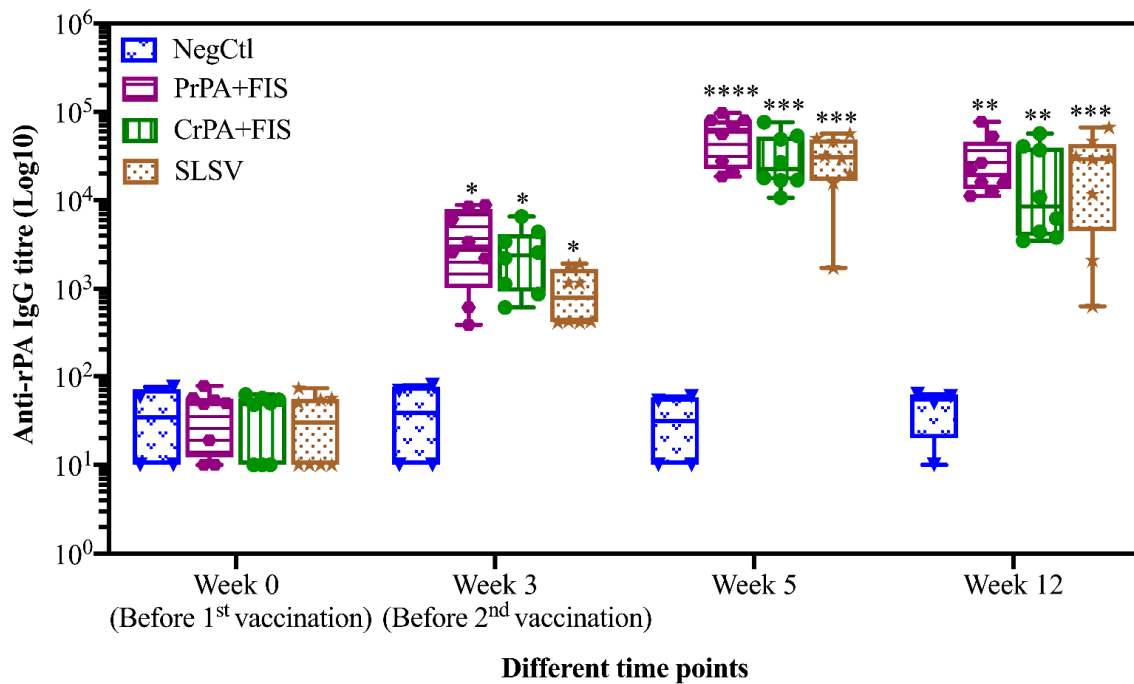 Anti-rPA IgG titre (Log10)
10⁶
10⁵
10⁴
10³
10²
10¹
10⁰
NegCtl
PrPA+FIS
CrPA+FIS
SLSV
*
*
*
****
***
***
**
**
***
Week 0
(Before 1ˢᵗ vaccination)
Week 3
(Before 2ⁿᵈ vaccination)
Week 5
Week 12
Different time points